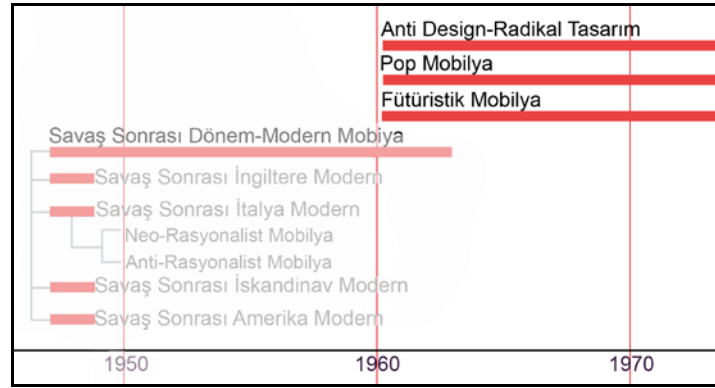 Anti Design-Radikal Tasarım
Pop Mobilya
Fütüristik Mobilya
Savaş Sonrası Dönem-Modern Mobiya
Savaş Sonrası İngiltere Modern
Savaş Sonrası İtalya Modern
Neo-Rasyonalist Mobilya
Anti-Rasyonalist Mobilya
Savaş Sonrası İskandinav Modern
Savaş Sonrası Amerika Modern
1950 1960 1970